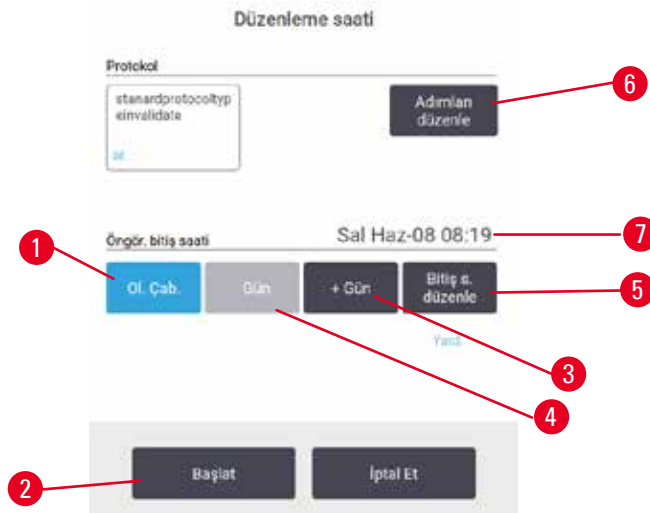 Düzenleme saati
Protokol
stanardprotocoltyp
einvalidate
Adımları
düzenle
6
Öngör. bitiş saati
Sal Haz-08 08:19
7
1
Ol. Çab.
Gün
+ Gün
Bitiş s.
düzenle
5
3
4
2
Başlat
İptal Et